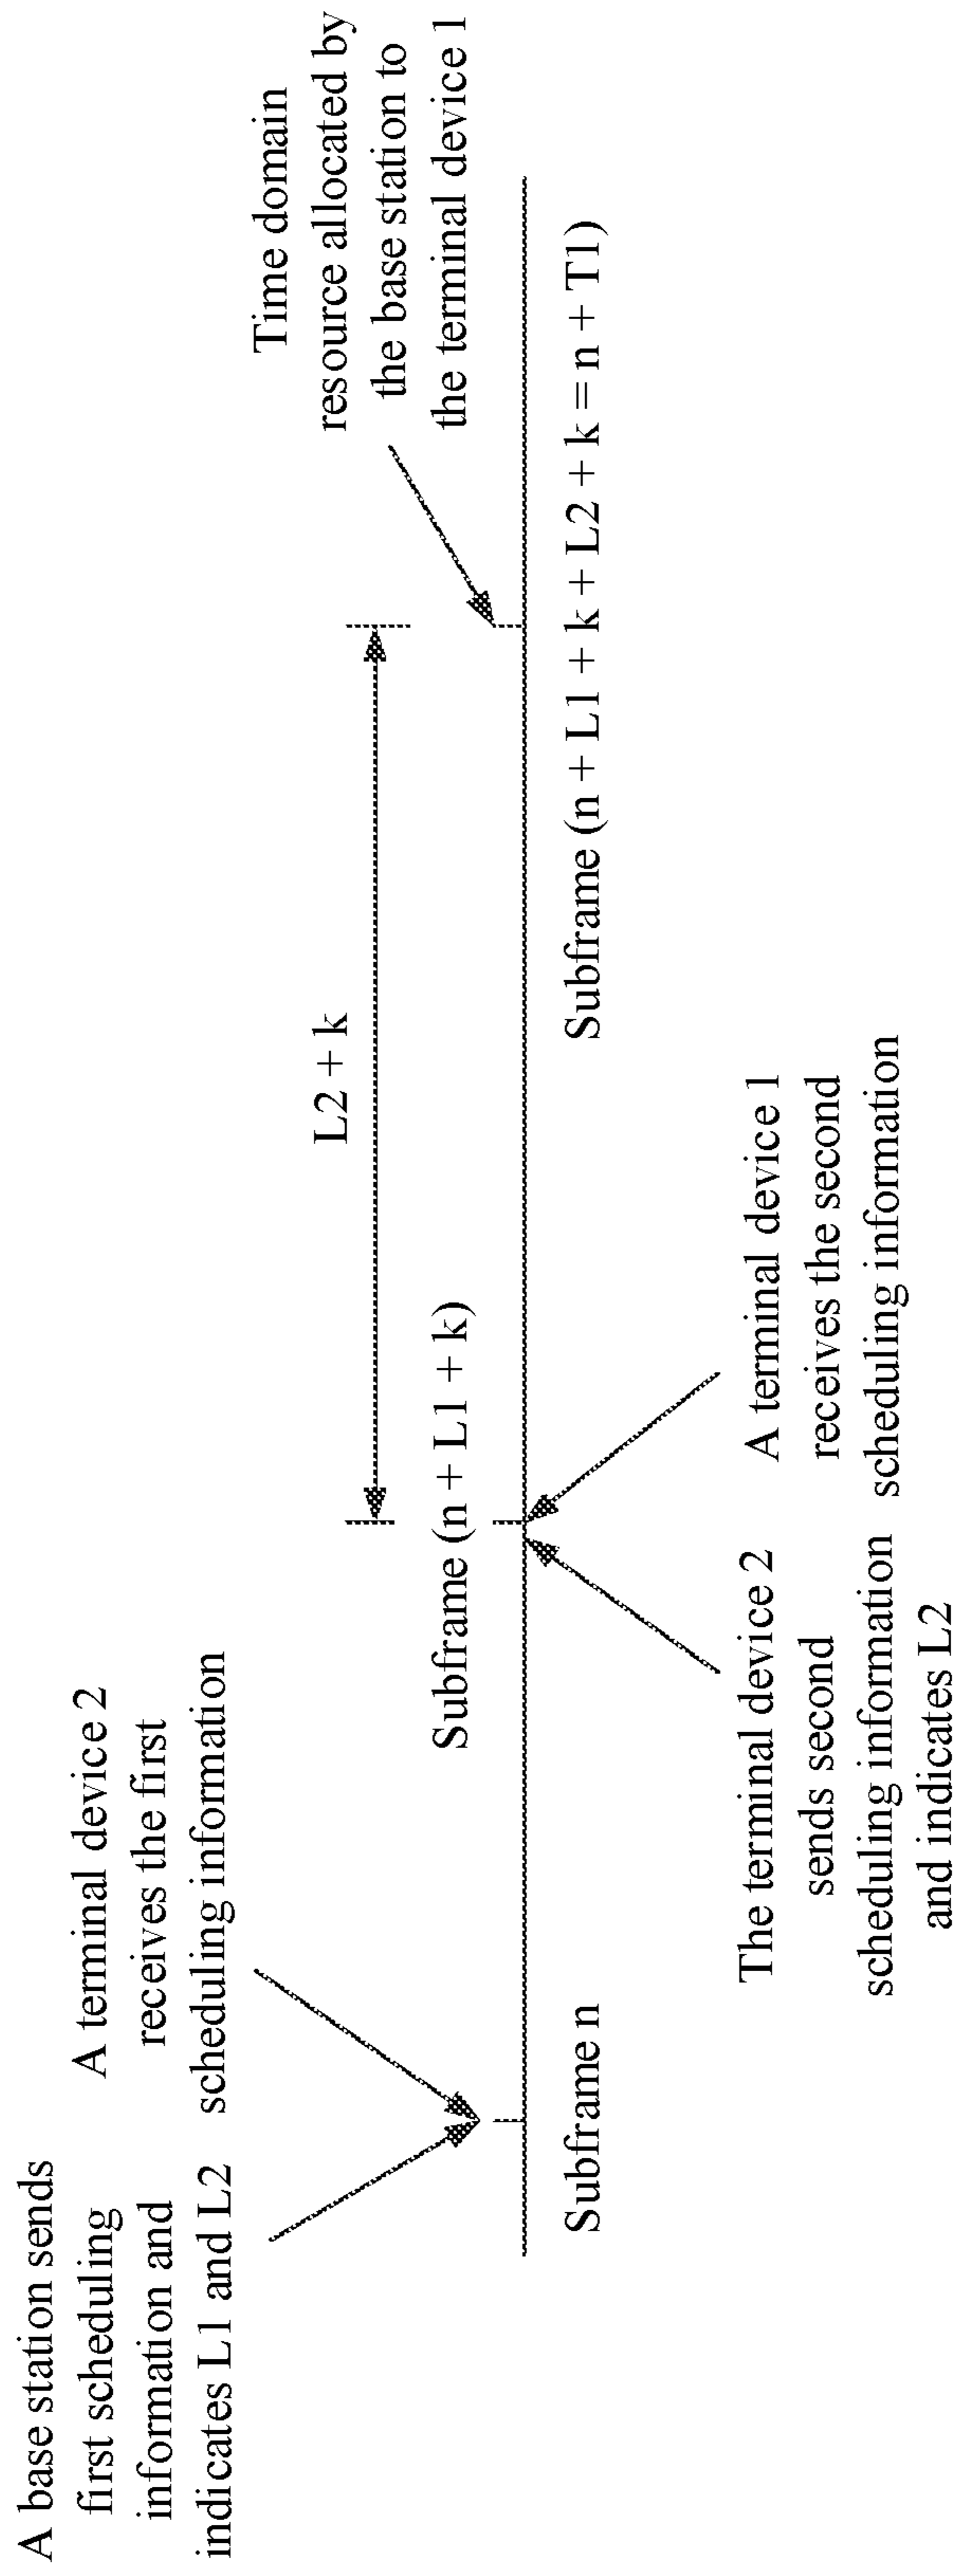 A base station sends
first scheduling
information and
indicates L1 and L2
A terminal device 2
receives the first
scheduling information
Subframe n
Subframe (n + L1 + k)
L2 + k
The terminal device 2
sends second
scheduling information
and indicates L2
A terminal device 1
receives the second
scheduling information
Time domain
resource allocated by
the base station to
the terminal device 1
Subframe (n + L1 + k + L2 + k = n + T1)